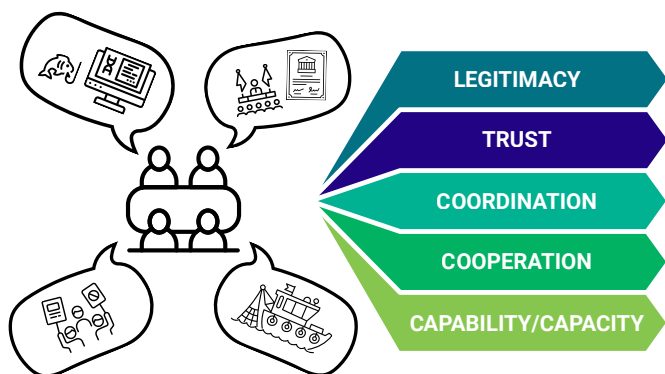 LEGITIMACY
TRUST
COORDINATION
COOPERATION
CAPABILITY/CAPACITY